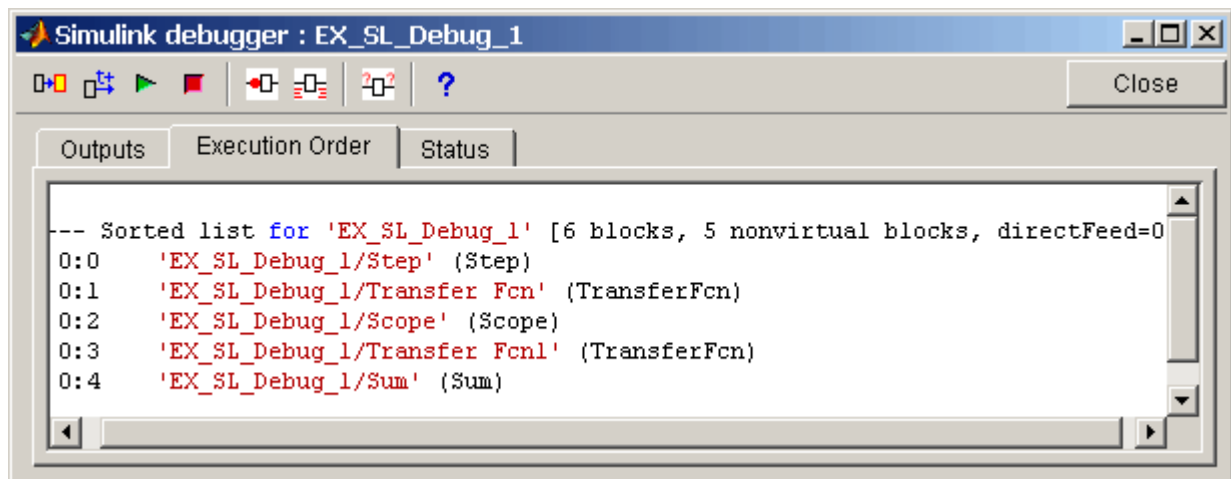 Simulink debugger : EX_SL_Debug_1
Close
Outputs Execution Order Status
--- Sorted list for 'EX_SL_Debug_1' [6 blocks, 5 nonvirtual blocks, directFeed=0
0:0 'EX_SL_Debug_1/Step' (Step)
0:1 'EX_SL_Debug_1/Transfer Fcn' (TransferFcn)
0:2 'EX_SL_Debug_1/Scope' (Scope)
0:3 'EX_SL_Debug_1/Transfer Fcn1' (TransferFcn)
0:4 'EX_SL_Debug_1/Sum' (Sum)